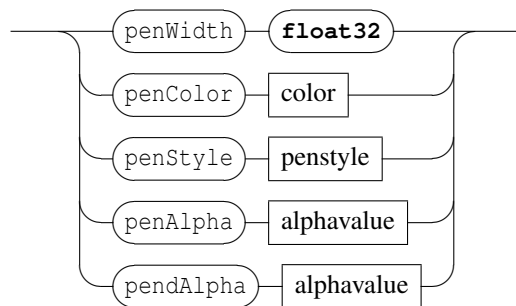 penWidth float32
penColor color
penStyle penstyle
penAlpha alphavalue
pendAlpha alphavalue